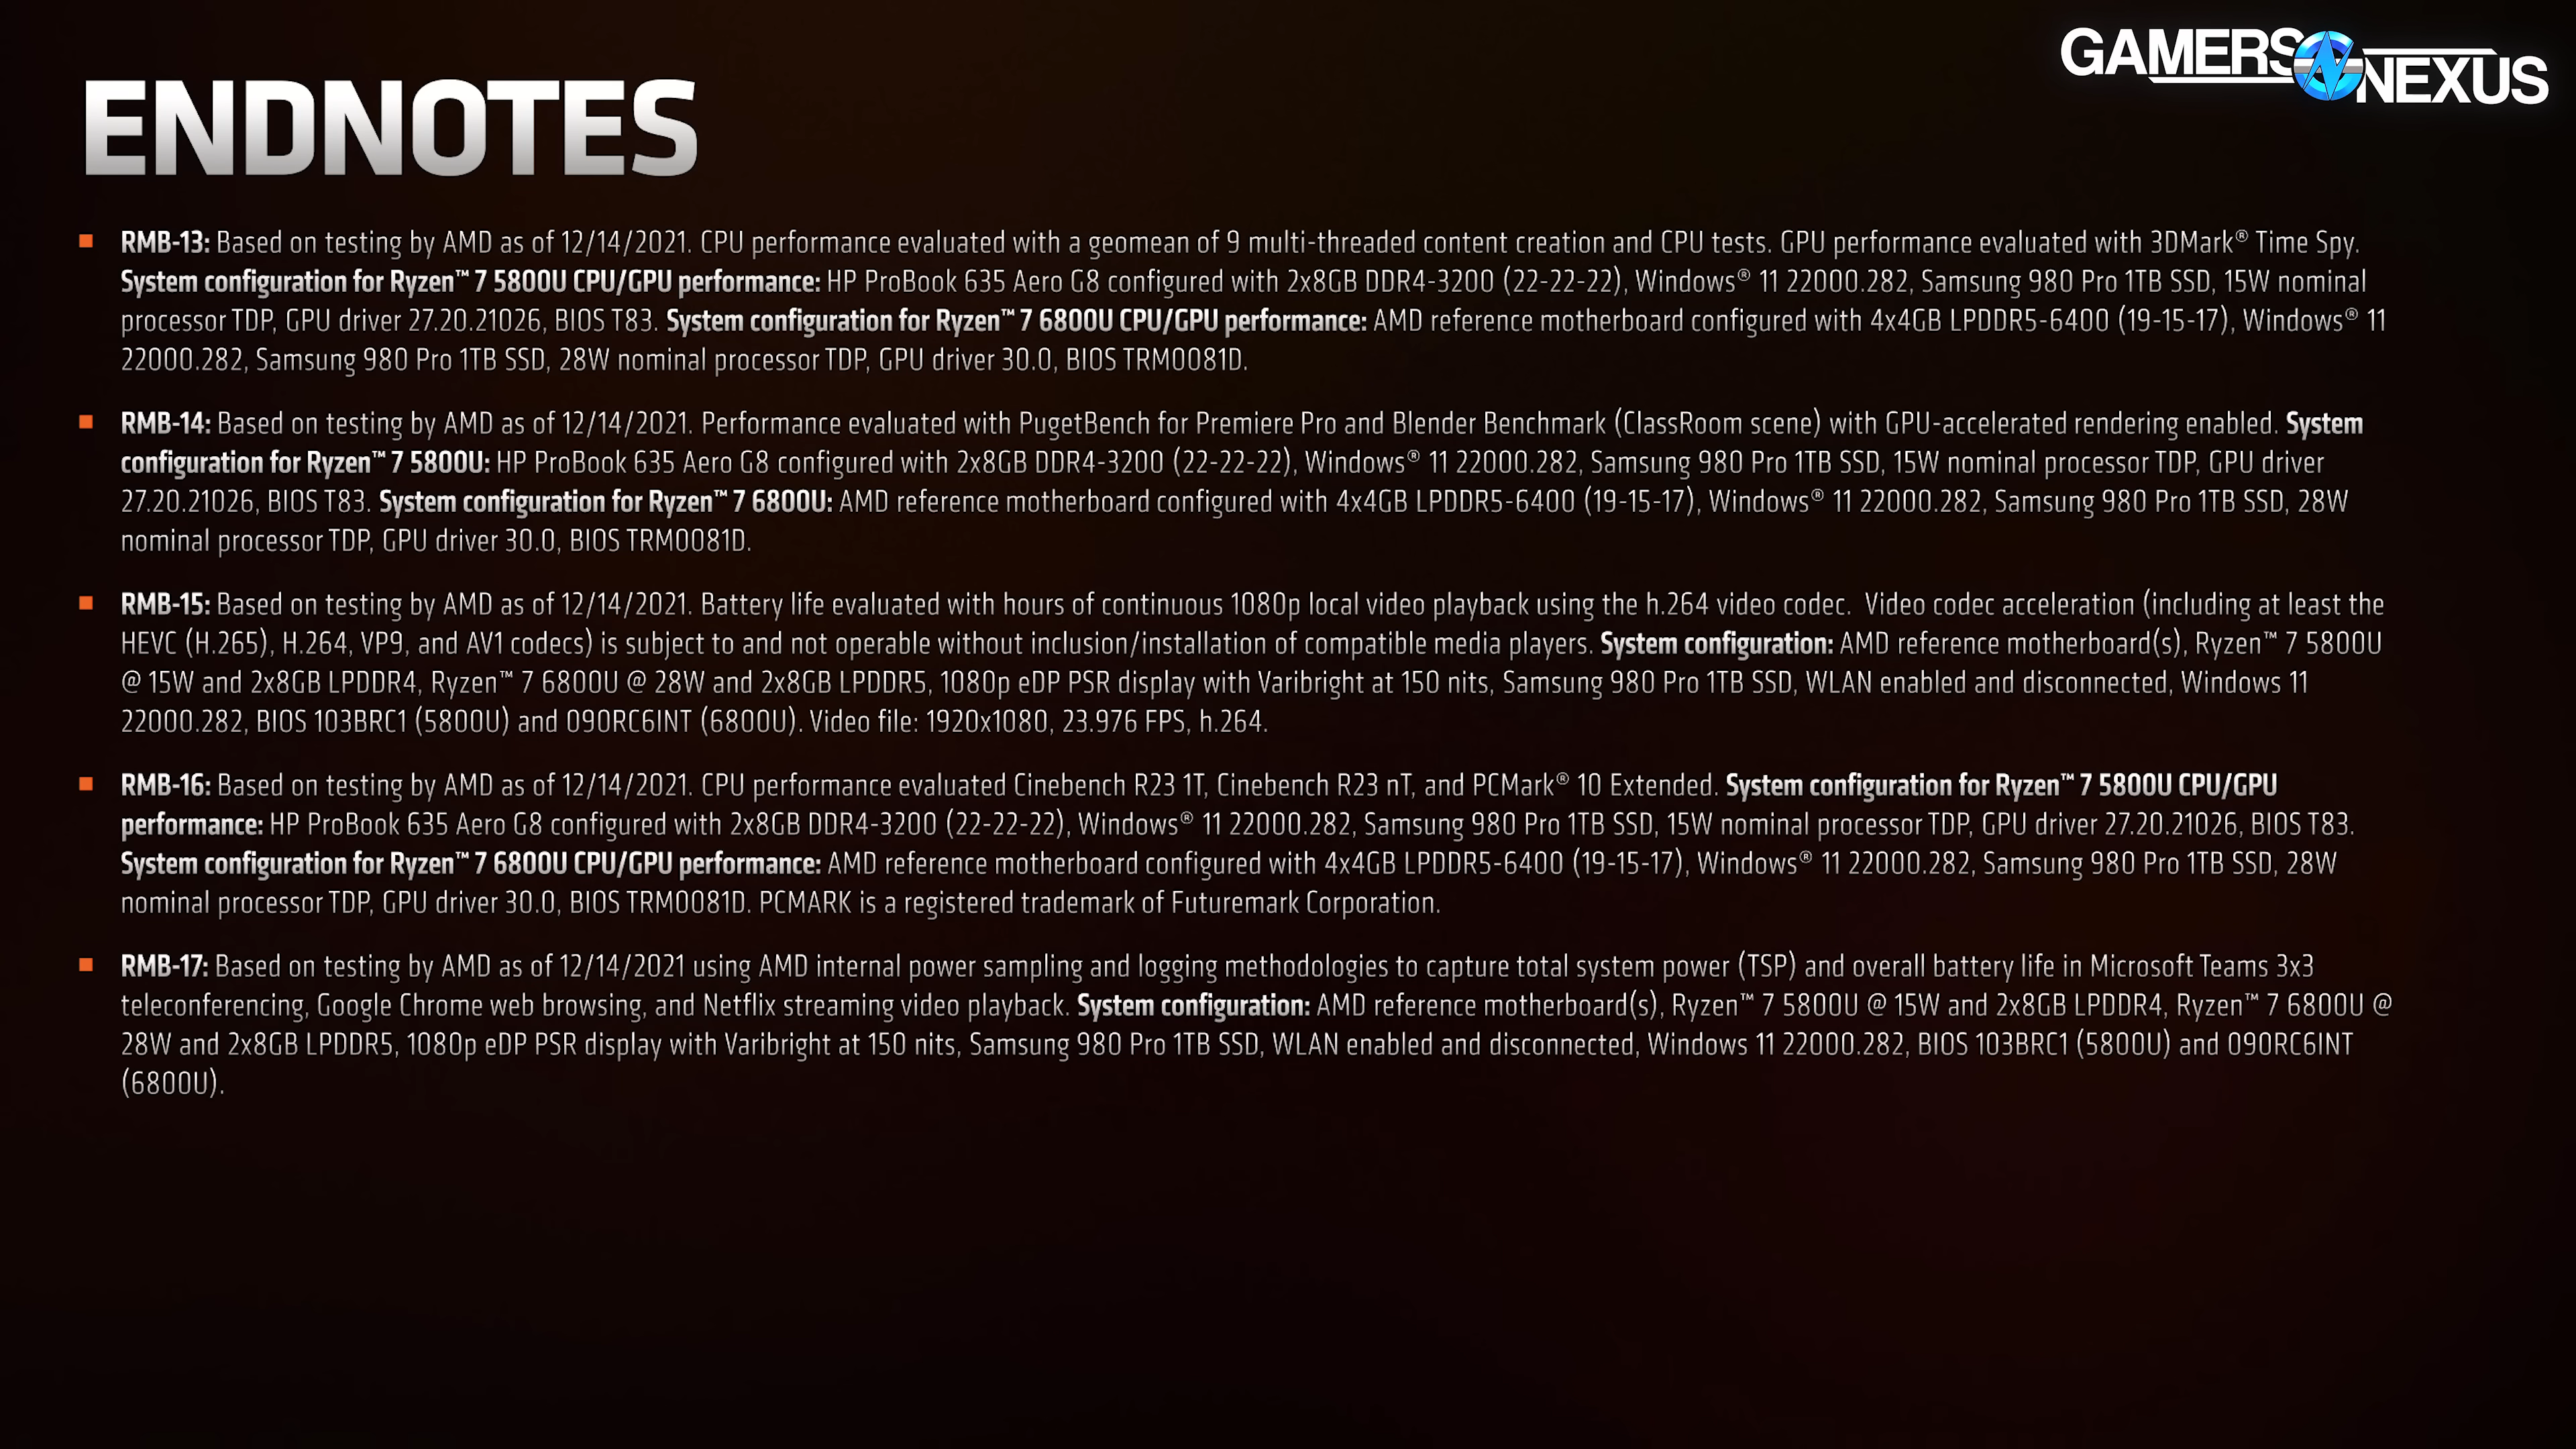 GAMERS NEXUS
ENDNOTES
RMB-13: Based on testing by AMD as of 12/14/2021. CPU performance evaluated with a geomean of 9 multi-threaded content creation and CPU tests. GPU performance evaluated with 3DMark® Time Spy.
System configuration for Ryzen™ 7 5800U CPU/GPU performance: HP ProBook 635 Aero G8 configured with 2x8GB DDR4-3200 (22-22-22), Windows® 11 22000.282, Samsung 980 Pro 1TB SSD, 15W nominal
processor TDP, GPU driver 27.20.21026, BIOS T83. System configuration for Ryzen™ 7 6800U CPU/GPU performance: AMD reference motherboard configured with 4x4GB LPDDR5-6400 (19-15-17), Windows® 11
22000.282, Samsung 980 Pro 1TB SSD, 28W nominal processor TDP, GPU driver 30.0, BIOS TRM0081D.
RMB-14: Based on testing by AMD as of 12/14/2021. Performance evaluated with PugetBench for Premiere Pro and Blender Benchmark (ClassRoom scene) with GPU-accelerated rendering enabled. System
configuration for Ryzen™ 7 5800U: HP ProBook 635 Aero G8 configured with 2x8GB DDR4-3200 (22-22-22), Windows® 11 22000.282, Samsung 980 Pro 1TB SSD, 15W nominal processor TDP, GPU driver
27.20.21026, BIOS T83. System configuration for Ryzen™ 7 6800U: AMD reference motherboard configured with 4x4GB LPDDR5-6400 (19-15-17), Windows® 11 22000.282, Samsung 980 Pro 1TB SSD, 28W
nominal processor TDP, GPU driver 30.0, BIOS TRM0081D.
RMB-15: Based on testing by AMD as of 12/14/2021. Battery life evaluated with hours of continuous 1080p local video playback using the h.264 video codec. Video codec acceleration (including at least the
HEVC (H.265), H.264, VP9, and AV1 codecs) is subject to and not operable without inclusion/installation of compatible media players. System configuration: AMD reference motherboard(s), Ryzen™ 7 5800U
@ 15W and 2x8GB LPDDR4, Ryzen™ 7 6800U @ 28W and 2x8GB LPDDR5, 1080p eDP PSR display with Varibright at 150 nits, Samsung 980 Pro 1TB SSD, WLAN enabled and disconnected, Windows 11
22000.282, BIOS 103BRC1 (5800U) and 090RC6INT (6800U). Video file: 1920x1080, 23.976 FPS, h.264.
RMB-16: Based on testing by AMD as of 12/14/2021. CPU performance evaluated Cinebench R23 1T, Cinebench R23 nT, and PCMark® 10 Extended. System configuration for Ryzen™ 7 5800U CPU/GPU
performance: HP ProBook 635 Aero G8 configured with 2x8GB DDR4-3200 (22-22-22), Windows® 11 22000.282, Samsung 980 Pro 1TB SSD, 15W nominal processor TDP, GPU driver 27.20.21026, BIOS T83.
System configuration for Ryzen™ 7 6800U CPU/GPU performance: AMD reference motherboard configured with 4x4GB LPDDR5-6400 (19-15-17), Windows® 11 22000.282, Samsung 980 Pro 1TB SSD, 28W
nominal processor TDP, GPU driver 30.0, BIOS TRM0081D. PCMARK is a registered trademark of Futuremark Corporation.
RMB-17: Based on testing by AMD as of 12/14/2021 using AMD internal power sampling and logging methodologies to capture total system power (TSP) and overall battery life in Microsoft Teams 3x3
teleconferencing, Google Chrome web browsing, and Netflix streaming video playback. System configuration: AMD reference motherboard(s), Ryzen™ 7 5800U @ 15W and 2x8GB LPDDR4, Ryzen™ 7 6800U @
28W and 2x8GB LPDDR5, 1080p eDP PSR display with Varibright at 150 nits, Samsung 980 Pro 1TB SSD, WLAN enabled and disconnected, Windows 11 22000.282, BIOS 103BRC1 (5800U) and 090RC6INT
(6800U).